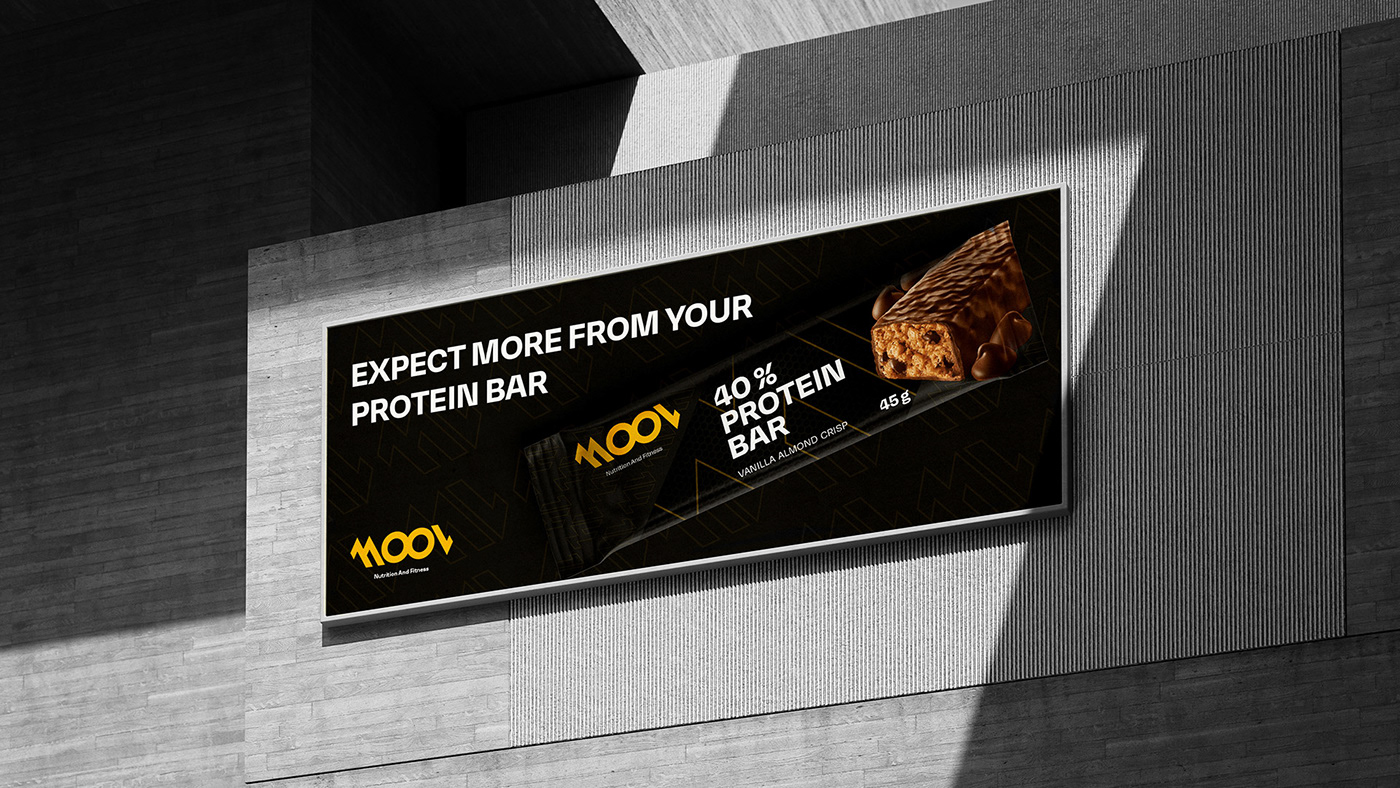 EXPECT MORE FROM YOUR
PROTEIN BAR
MOOV
Nutrition And Fitness
40 %
PROTEIN
BAR
VANILLA ALMOND CRISP
45 g
MOOV
Nutrition And Fitness